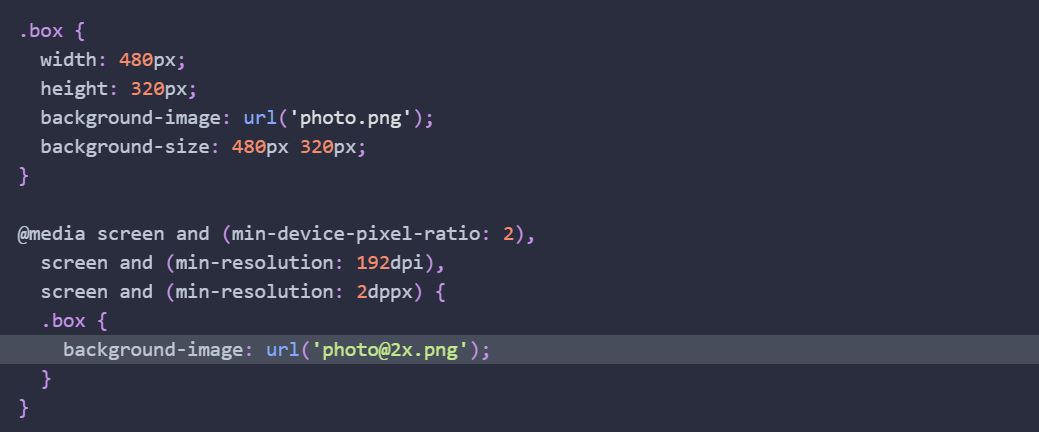 .box {
  width: 480px;
  height: 320px;
  background-image: url('photo.png');
  background-size: 480px 320px;
}

@media screen and (min-device-pixel-ratio: 2),
  screen and (min-resolution: 192dpi),
  screen and (min-resolution: 2dppx) {
  .box {
    background-image: url('photo@2x.png');
  }
}